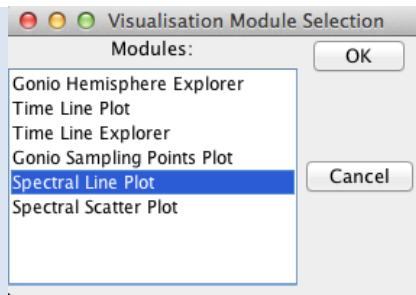 Visualisation Module Selection
Modules:
OK
Gonio Hemisphere Explorer
Time Line Plot
Time Line Explorer
Gonio Sampling Points Plot
Spectral Line Plot
Cancel
Spectral Scatter Plot